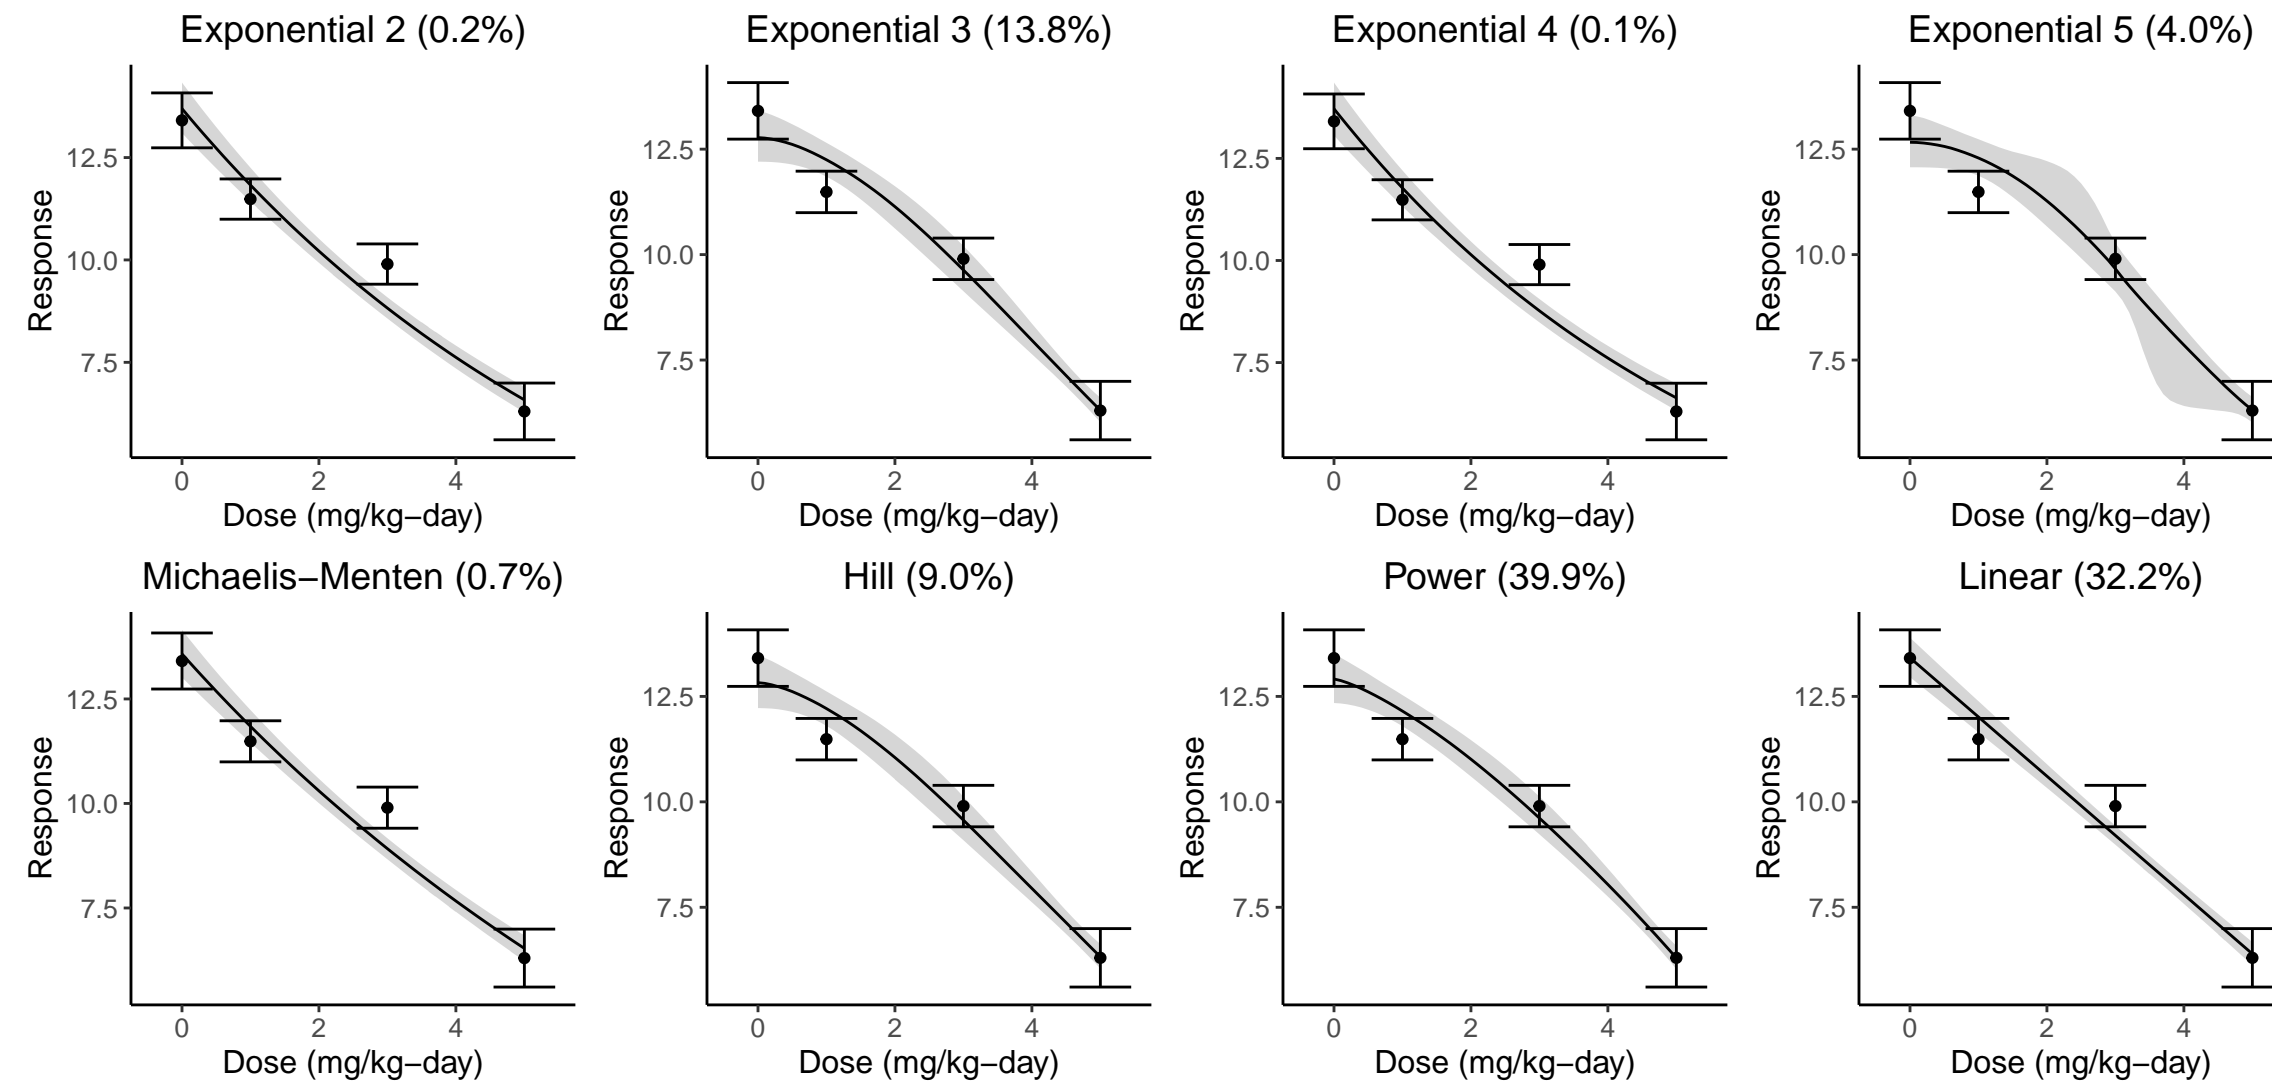 Exponential 2 (0.2%)
Response
12.5
10.0
7.5
0 2 4
Dose (mg/kg−day)
Exponential 3 (13.8%)
Response
12.5
10.0
7.5
0 2 4
Dose (mg/kg−day)
Exponential 4 (0.1%)
Response
12.5
10.0
7.5
0 2 4
Dose (mg/kg−day)
Exponential 5 (4.0%)
Response
12.5
10.0
7.5
0 2 4
Dose (mg/kg−day)
Michaelis−Menten (0.7%)
Response
12.5
10.0
7.5
0 2 4
Dose (mg/kg−day)
Hill (9.0%)
Response
12.5
10.0
7.5
0 2 4
Dose (mg/kg−day)
Power (39.9%)
Response
12.5
10.0
7.5
0 2 4
Dose (mg/kg−day)
Linear (32.2%)
Response
12.5
10.0
7.5
0 2 4
Dose (mg/kg−day)